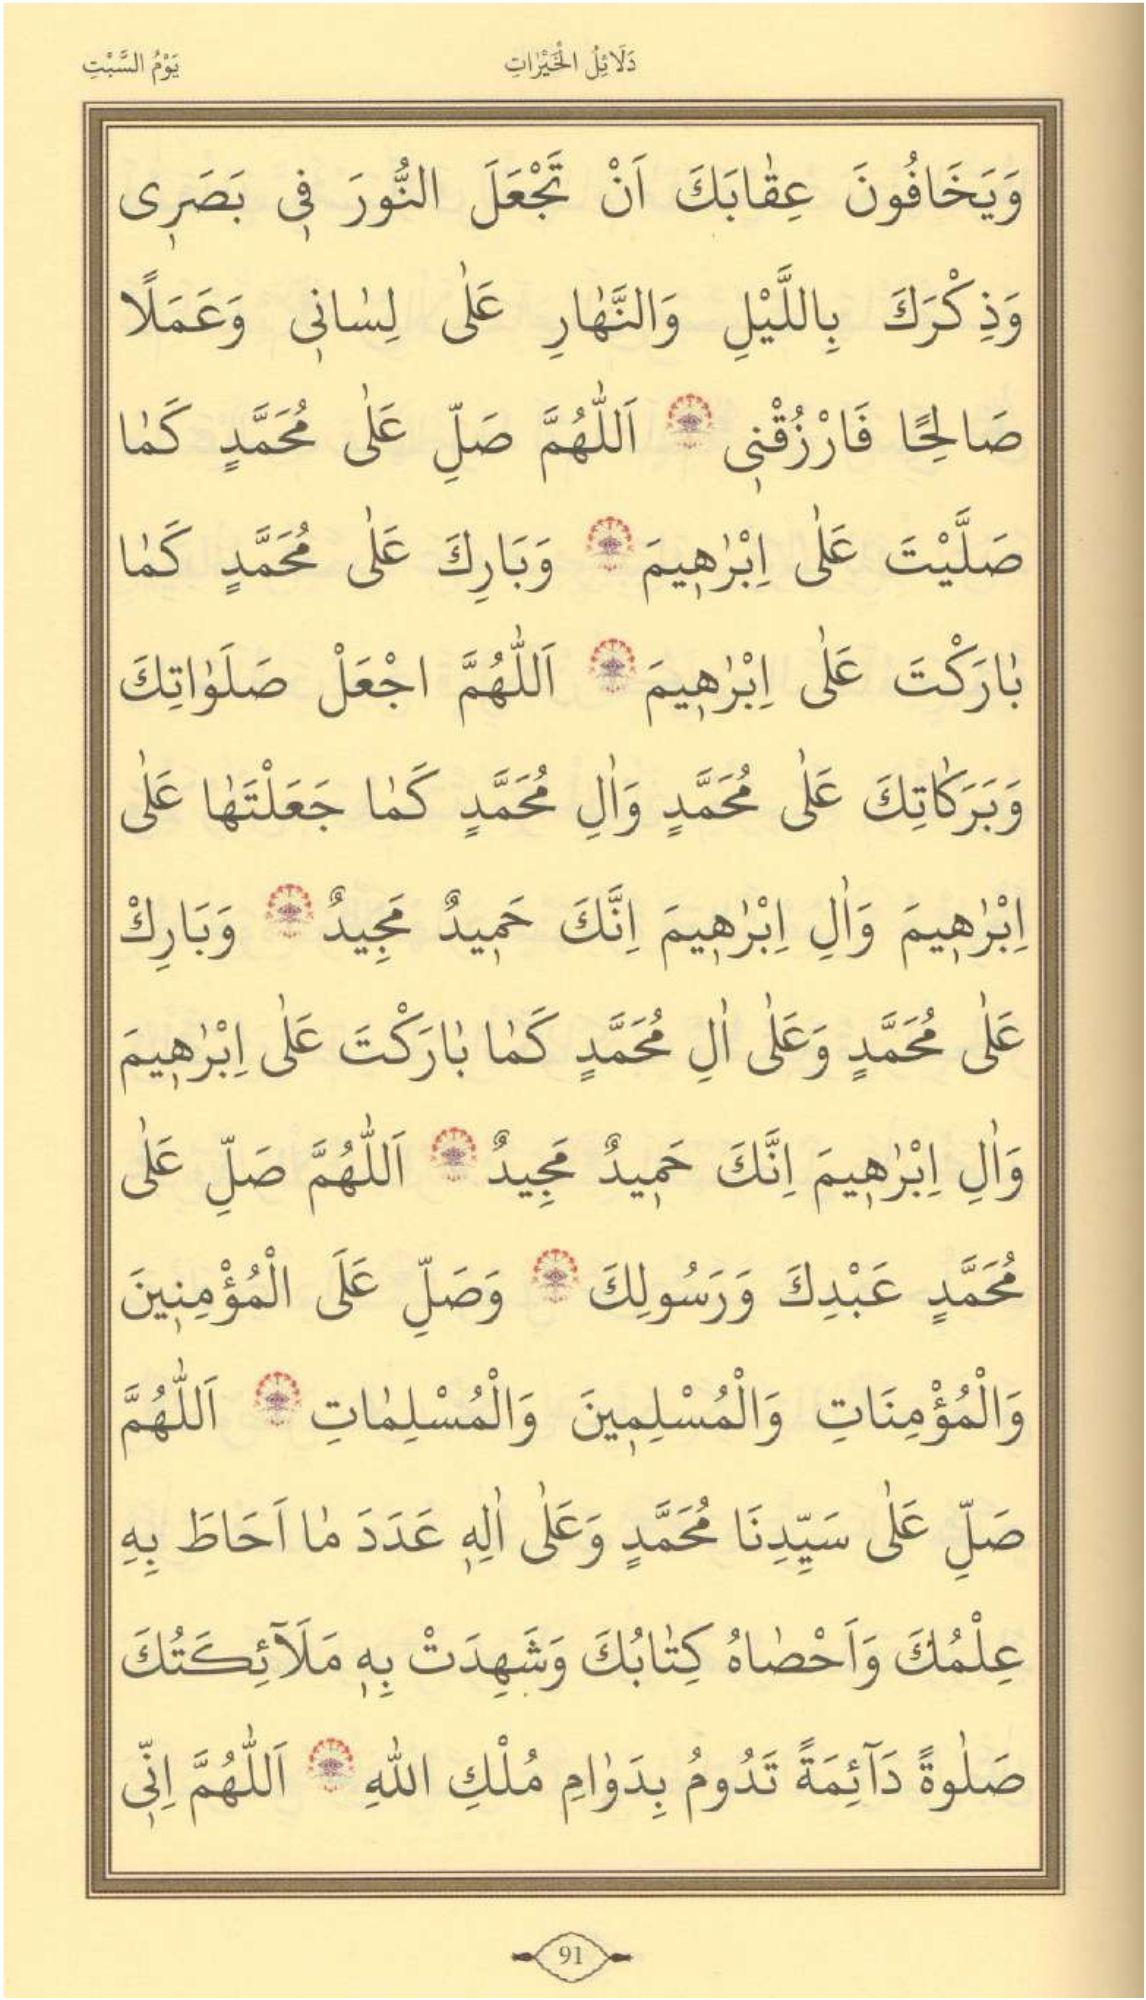 دَلَائِلُ الْخَيْرَاتِ
يَوْمُ السَّبْتِ
وَيَخَافُونَ عِقٰابَكَ اَنْ تَجْعَلَ النُّورَ فٖى بَصَرٖى
وَذِكْرَكَ بِاللَّيْلِ وَالنَّهٰارِ عَلٰى لِسٰانٖى وَعَمَلًا
صَالِحًا فَارْزُقْنٖى اَللّٰهُمَّ صَلِّ عَلٰى مُحَمَّدٍ كَمٰا
صَلَّيْتَ عَلٰى اِبْرٰهٖيمَ وَبَارِكَ عَلٰى مُحَمَّدٍ كَمٰا
بٰارَكْتَ عَلٰى اِبْرٰهٖيمَ اَللّٰهُمَّ اجْعَلْ صَلَوٰاتِكَ
وَبَرَكٰاتِكَ عَلٰى مُحَمَّدٍ وَاٰلِ مُحَمَّدٍ كَمٰا جَعَلْتَهٰا عَلٰى
اِبْرٰهٖيمَ وَاٰلِ اِبْرٰهٖيمَ اِنَّكَ حَمٖيدٌ مَجٖيدٌ وَبَارِكْ
عَلٰى مُحَمَّدٍ وَعَلٰى اٰلِ مُحَمَّدٍ كَمٰا بٰارَكْتَ عَلٰى اِبْرٰهٖيمَ
وَاٰلِ اِبْرٰهٖيمَ اِنَّكَ حَمٖيدٌ مَجٖيدٌ اَللّٰهُمَّ صَلِّ عَلٰى
مُحَمَّدٍ عَبْدِكَ وَرَسُولِكَ وَصَلِّ عَلَى الْمُؤْمِنٖينَ
وَالْمُؤْمِنَاتِ وَالْمُسْلِمٖينَ وَالْمُسْلِمٰاتِ اَللّٰهُمَّ
صَلِّ عَلٰى سَيِّدِنَا مُحَمَّدٍ وَعَلٰى اٰلِهٖ عَدَدَ مٰا اَحَاطَ بِهِ
عِلْمُكَ وَاَحْصٰاهُ كِتٰابُكَ وَشَهِدَتْ بِهٖ مَلَآئِكَتُكَ
صَلٰوةً دَآئِمَةً تَدُومُ بِدَوٰامِ مُلْكِ اللّٰهِ اَللّٰهُمَّ اِنّٖى
91